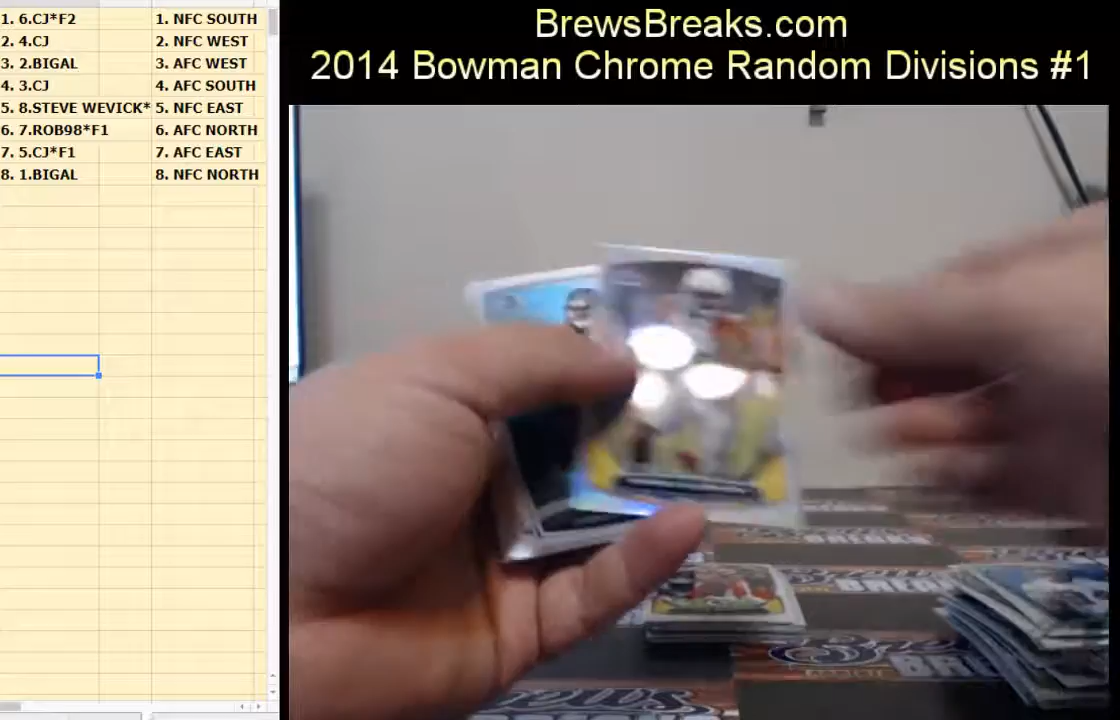 BrewsBreaks.com
2014 Bowman Chrome Random Divisions #1
1. 6.CJ*F2 1. NFC SOUTH
2. 4.CJ 2. NFC WEST
3. 2.BIGAL 3. AFC WEST
4. 3.CJ 4. AFC SOUTH
5. 8.STEVE WEVICK* 5. NFC EAST
6. 7.ROB98*F1 6. AFC NORTH
7. 5.CJ*F1 7. AFC EAST
8. 1.BIGAL 8. NFC NORTH